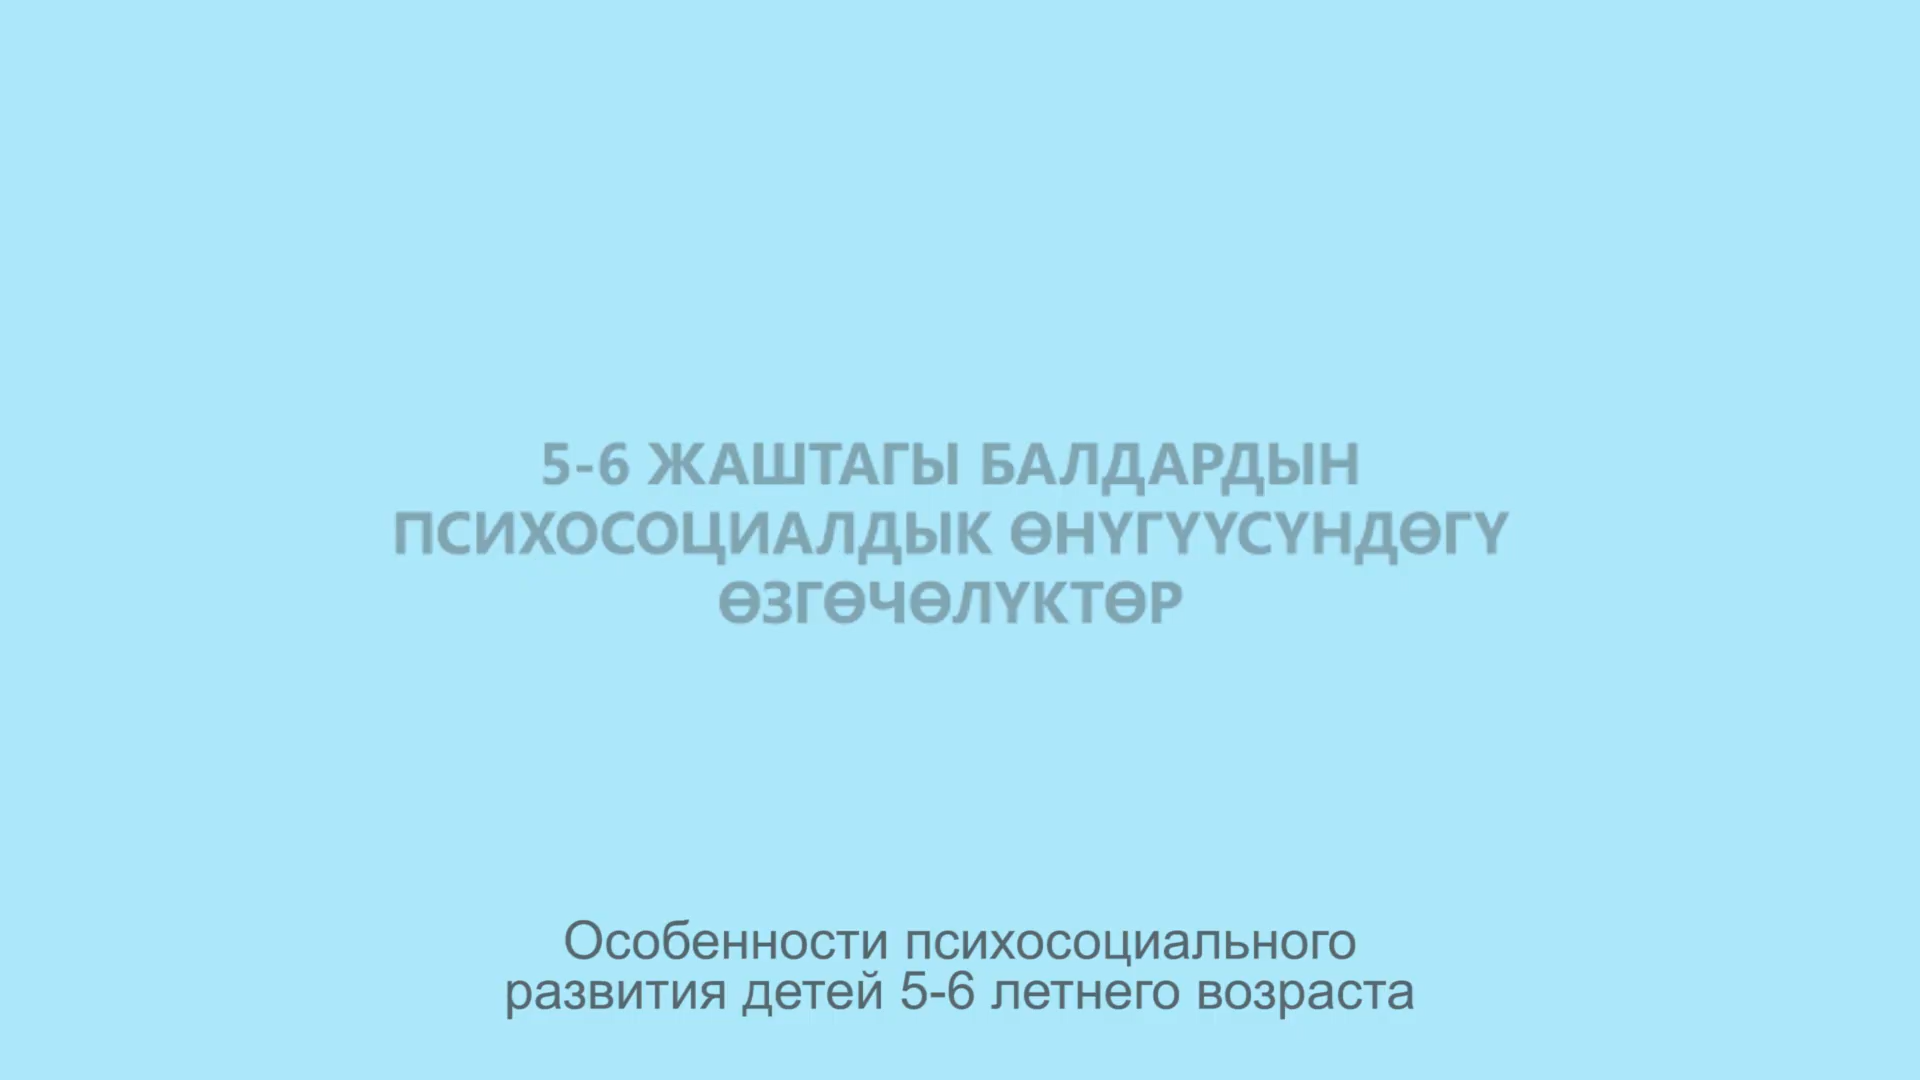 5-6 ЖАШТАГЫ БАЛДАРДЫН
ПСИХОСОЦИАЛДЫК ӨНҮГҮҮСҮНДӨГҮ
ӨЗГӨЧӨЛҮКТӨР
Особенности психосоциального
развития детей 5-6 летнего возраста